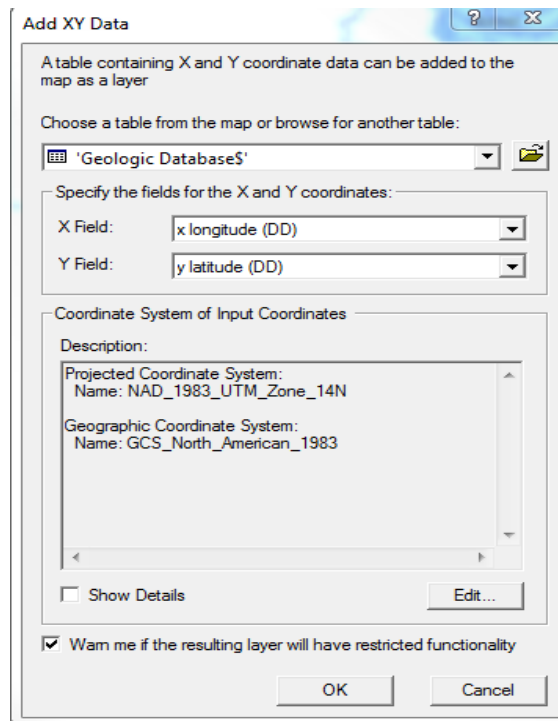 Add XY Data
A table containing X and Y coordinate data can be added to the
map as a layer
Choose a table from the map or browse for another table:
'Geologic Database$'
Specify the fields for the X and Y coordinates:
X Field:
x longitude (DD)
Y Field:
y latitude (DD)
Coordinate System of Input Coordinates
Description:
Projected Coordinate System:
Name: NAD_1983_UTM_Zone_14N
Geographic Coordinate System:
Name: GCS_North_American_1983
Show Details
Edit...
Warn me if the resulting layer will have restricted functionality
OK
Cancel